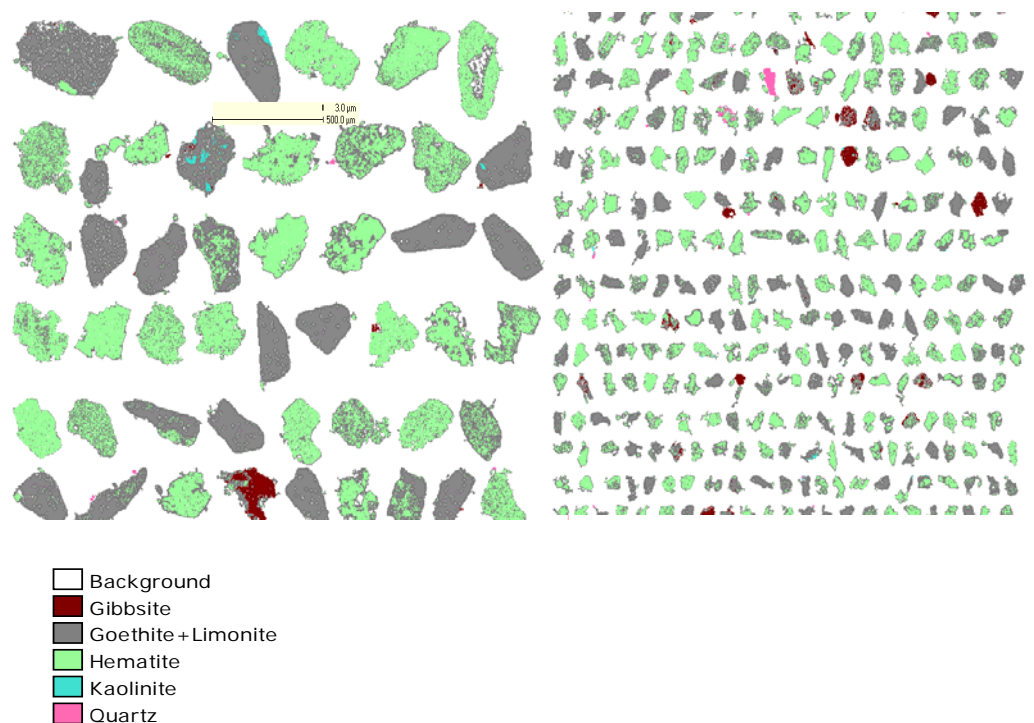 3.0 µm
500.0 µm
Background
Gibbsite
Goethite+Limonite
Hematite
Kaolinite
Quartz